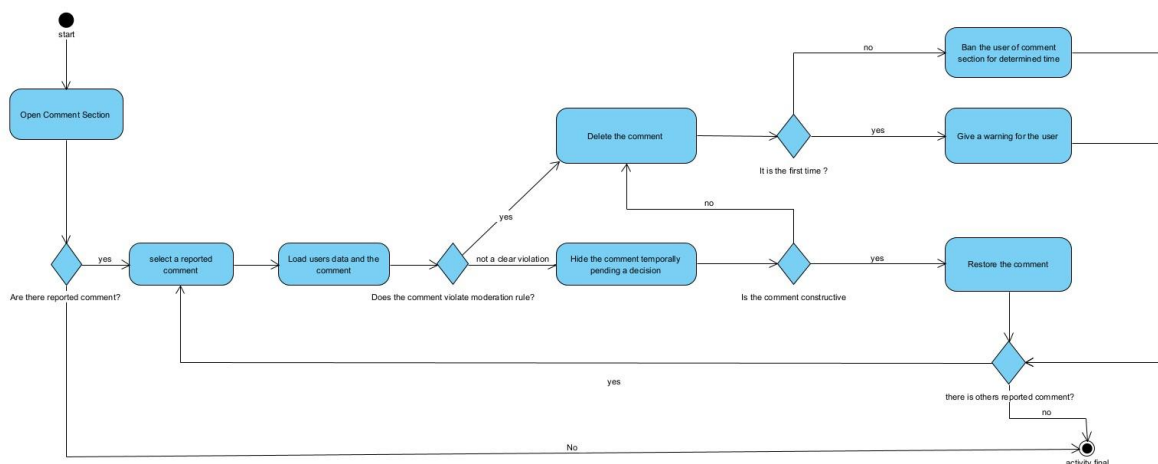 start
Open Comment Section
Are there reported comment?
yes
select a reported
comment
Load users data and the
comment
Does the comment violate moderation rule?
yes
not a clear violation
Delete the comment
Hide the comment temporally
pending a decision
no
Is the comment constructive
yes
It is the first time ?
no
yes
Ban the user of comment
section for determined time
Give a warning for the user
Restore the comment
there is others reported comment?
yes
no
No
activity final